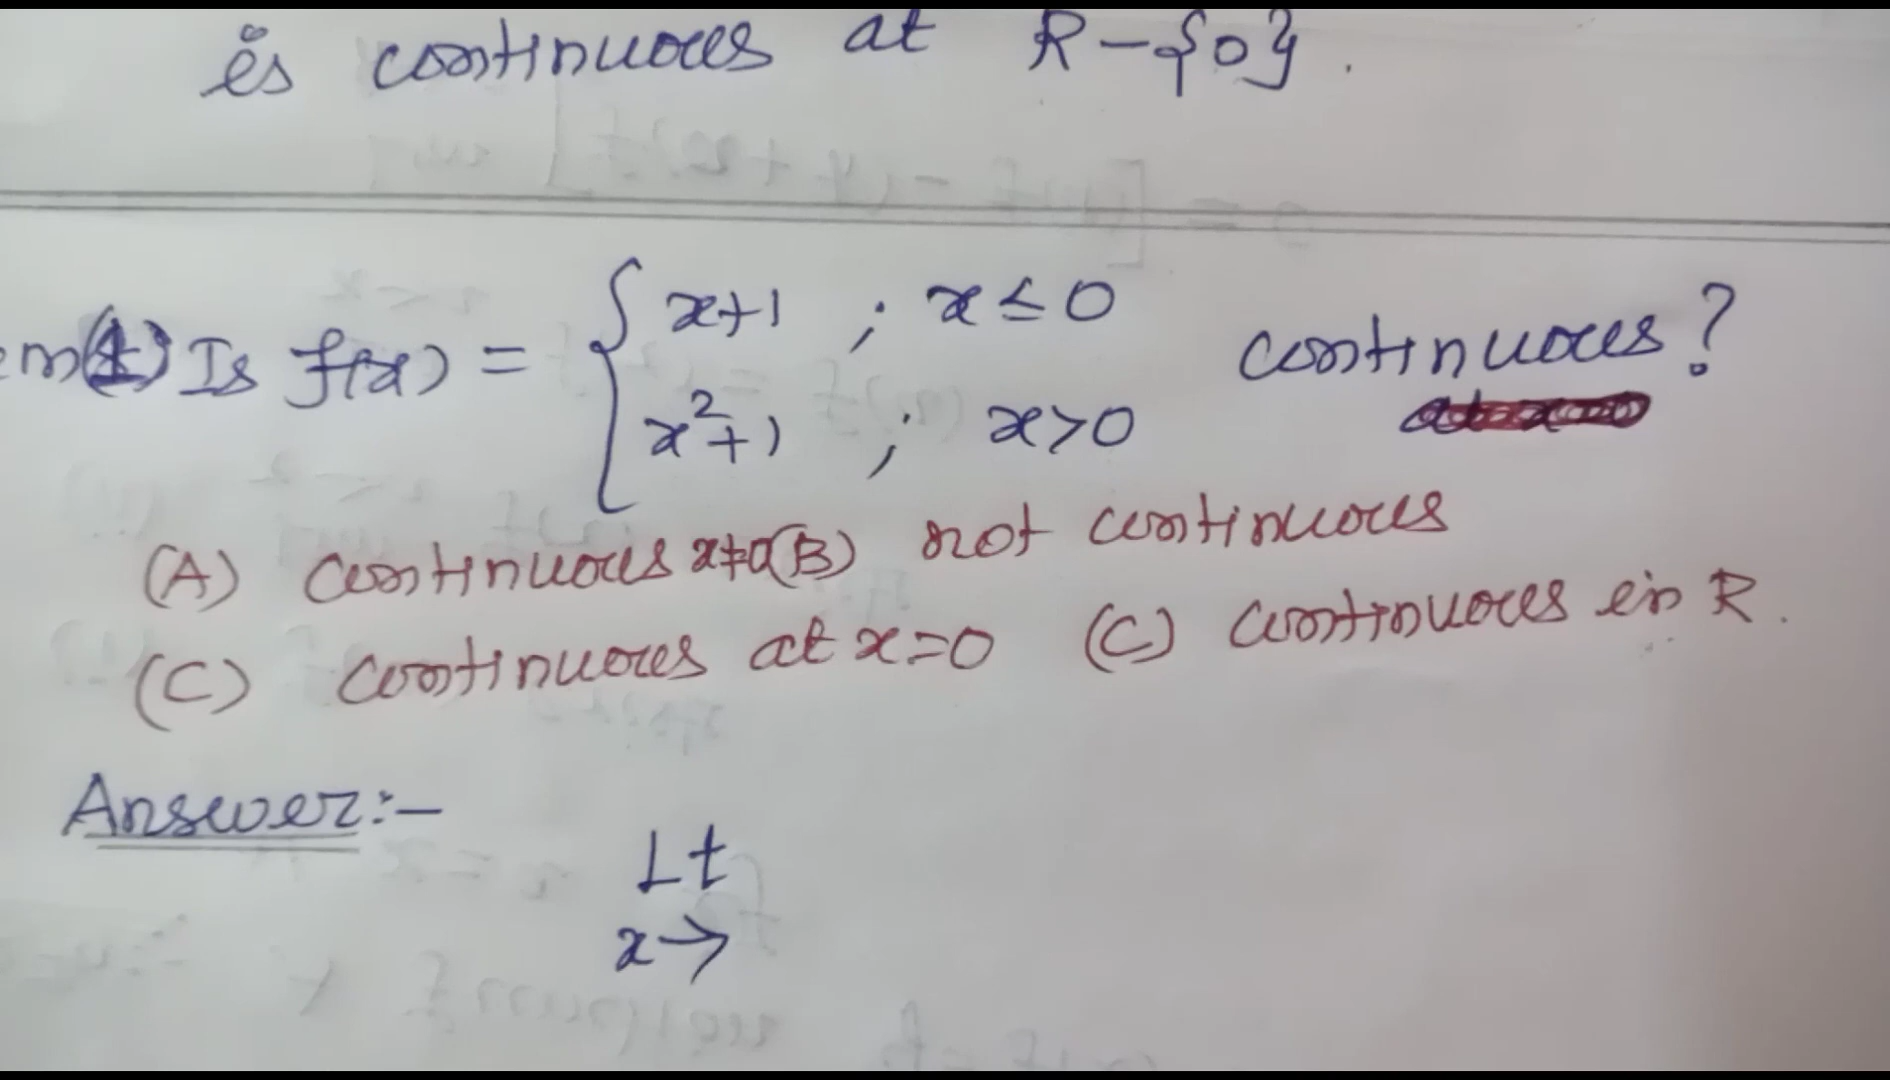 is continuous at R-{0}.
(1) Is f(x) = { x+1 ; x ≤ 0 continuous?
x²+1 ; x>0
(A) continuous x≠0 (B) not continuous
(C) continuous at x=0 (C) continuous in R.
Answer:-
Lt
x→